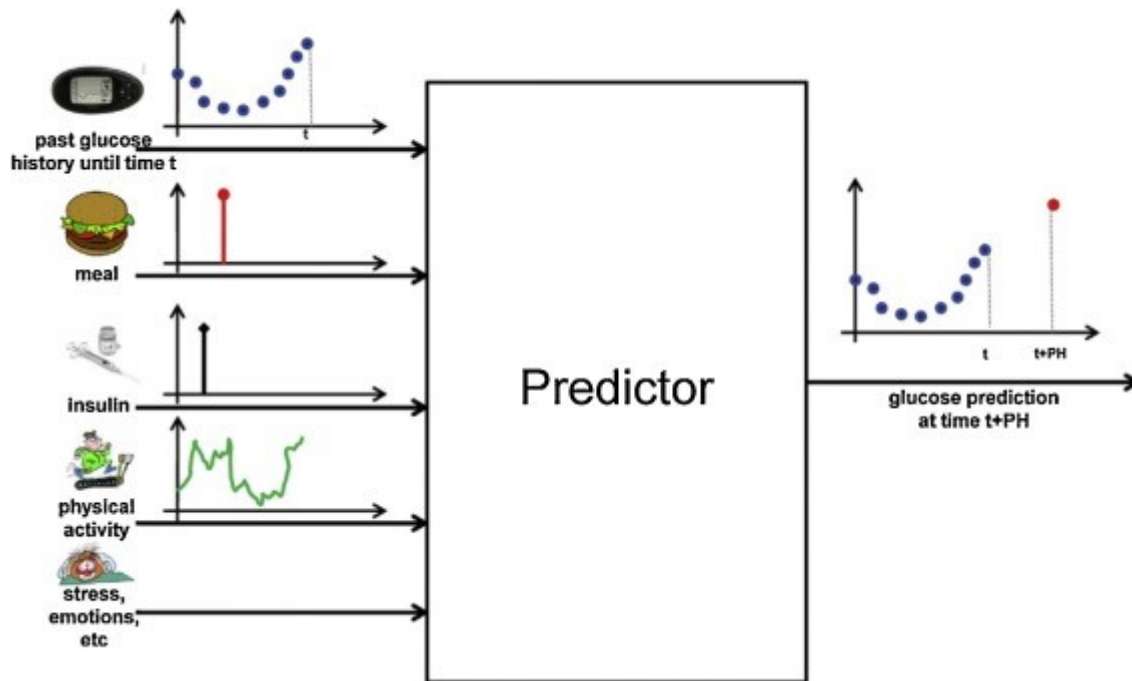 t
past glucose
history until time t
meal
insulin
physical
activity
stress,
emotions,
etc
Predictor
t
t+PH
glucose prediction
at time t+PH